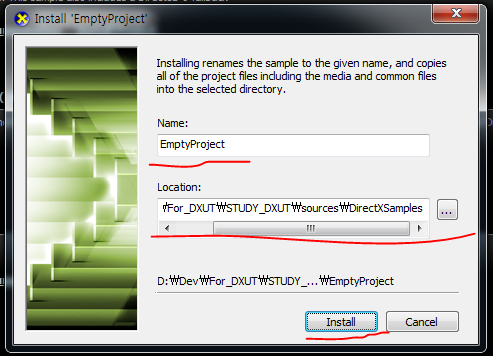 Install 'EmptyProject'
Installing renames the sample to the given name, and copies
all of the project files including the media and common files
into the selected directory.
Name:
EmptyProject
Location:
₩For_DXUT₩STUDY_DXUT₩sources₩DirectXSamples
...
D:₩Dev₩For_DXUT₩STUDY_...₩EmptyProject
Install
Cancel